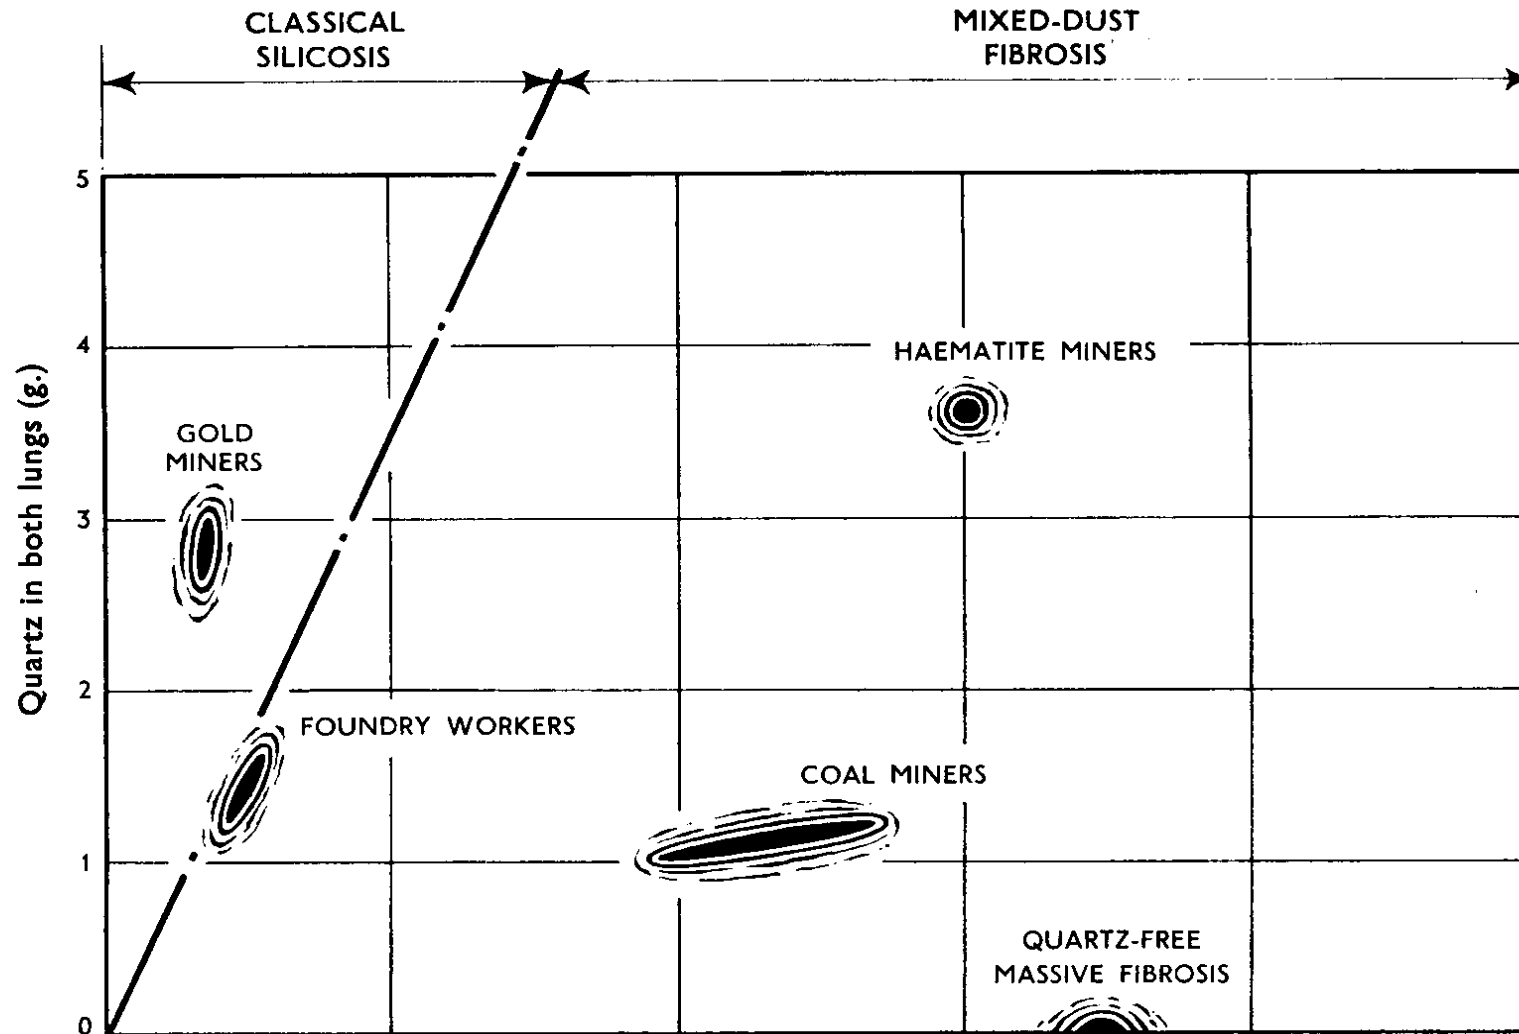 CLASSICAL
SILICOSIS
MIXED-DUST
FIBROSIS
5
4
3
2
1
0
Quartz in both lungs (g.)
GOLD
MINERS
HAEMATITE MINERS
FOUNDRY WORKERS
COAL MINERS
QUARTZ-FREE
MASSIVE FIBROSIS